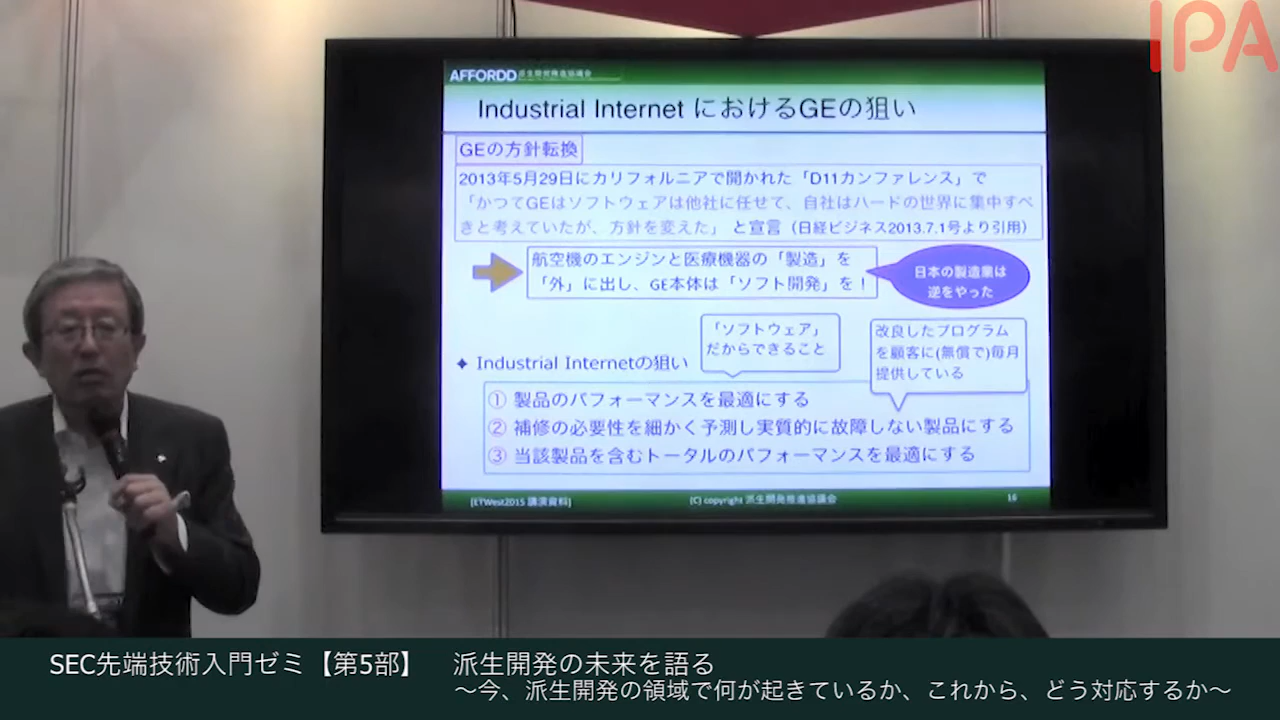 IPA
AFFORDD 派生開発推進協議会
Industrial Internet におけるGEの狙い
GEの方針転換
2013年5月29日にカリフォルニアで開かれた「D11カンファレンス」で
「かつてGEはソフトウェアは他社に任せて、自社はハードの世界に集中すべ
きと考えていたが、方針を変えた」 と宣言（日経ビジネス2013.7.1号より引用）
航空機のエンジンと医療機器の「製造」を
「外」に出し、GE本体は「ソフト開発」を！
日本の製造業は
逆をやった
「ソフトウェア」
だからできること
改良したプログラム
を顧客に(無償で)毎月
提供している
✦ Industrial Internetの狙い
① 製品のパフォーマンスを最適にする
② 補修の必要性を細かく予測し実質的に故障しない製品にする
③ 当該製品を含むトータルのパフォーマンスを最適にする
[ETWest2015 講演資料]
(C) copyright 派生開発推進協議会
16
SEC先端技術入門ゼミ【第5部】 派生開発の未来を語る
～今、派生開発の領域で何が起きているか、これから、どう対応するか～